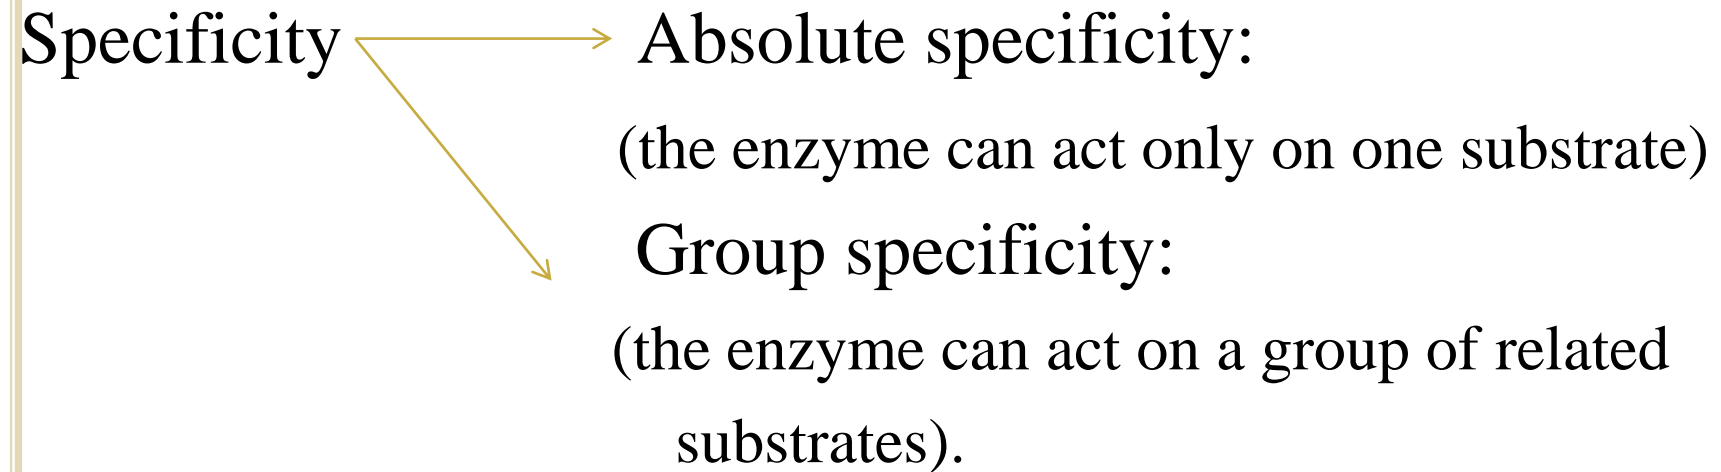 Specificity Absolute specificity:
(the enzyme can act only on one substrate)
Group specificity:
(the enzyme can act on a group of related
substrates).